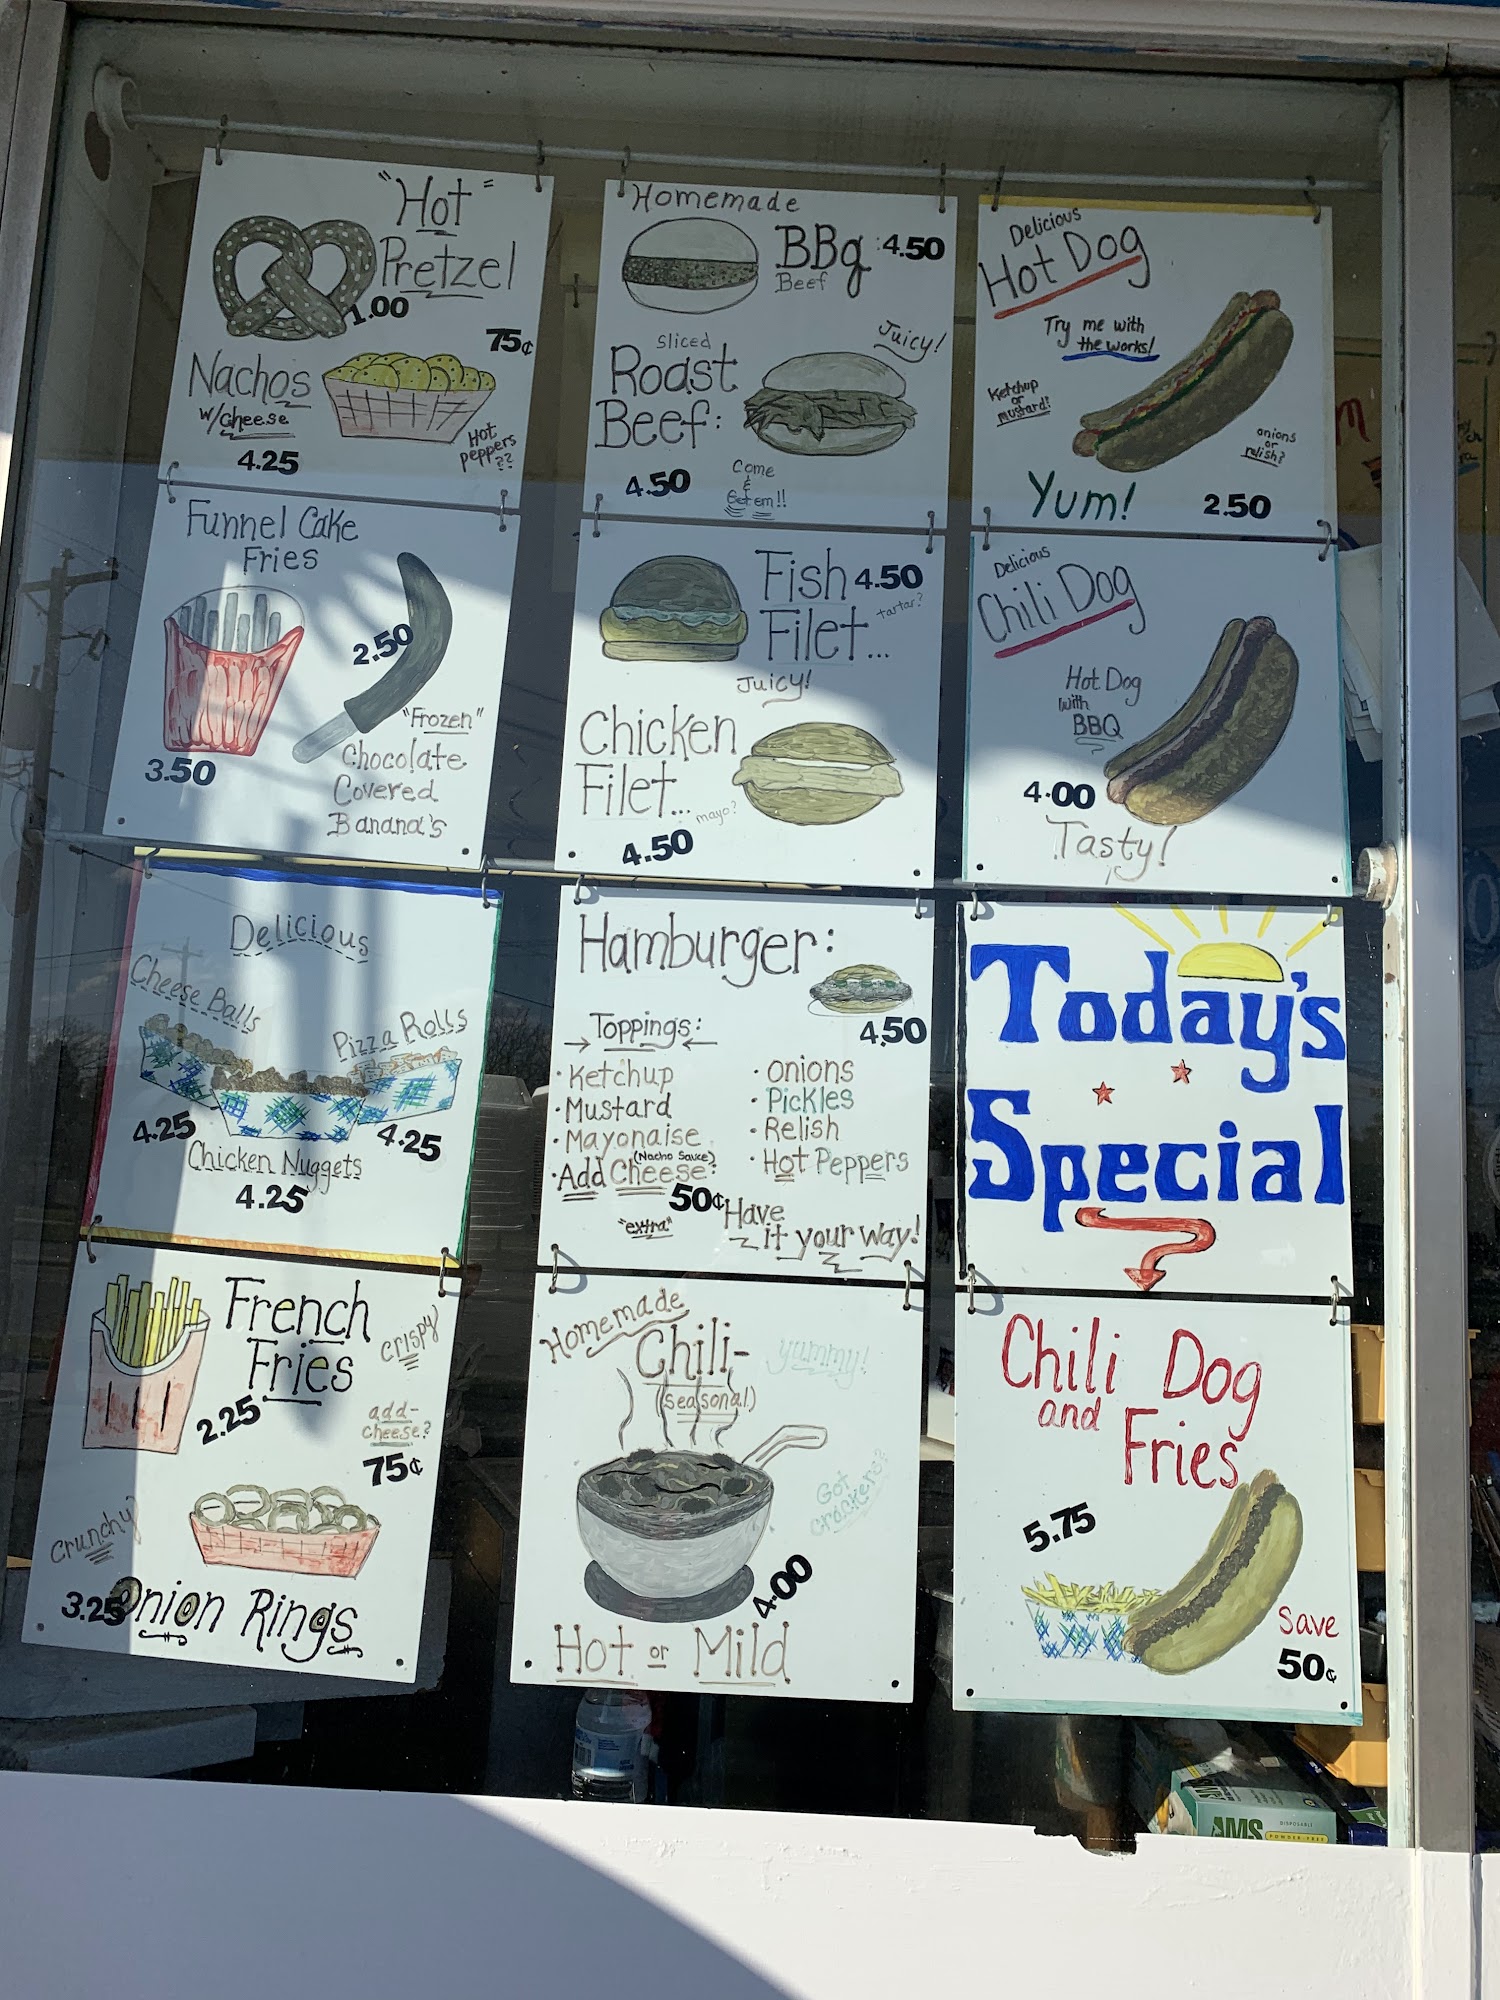 "Hot"
Pretzel
1.00
75¢
Nachos
w/cheese
4.25
Hot
peppers
??
Homemade
BBq 4.50
Beef
Juicy!
Sliced
Roast
Beef:
4.50
Come
&
Get em!!
Delicious
Hot Dog
Try me with
the works!
Ketchup
or
mustard?
onions
or
relish?
Yum!
2.50
Funnel Cake
Fries
2.50
3.50
"Frozen"
Chocolate
Covered
Banana's
Fish 4.50
Filet...
tartar?
Juicy!
Chicken
Filet...
mayo?
4.50
Delicious
Chili Dog
Hot Dog
with
BBQ
4.00
Tasty!
Delicious
Cheese Balls
Pizza Rolls
4.25
4.25
Chicken Nuggets
4.25
Hamburger:
4.50
Toppings:
· Ketchup
· Mustard
· Mayonaise
· Add Cheese?
(Nacho Sauce)
50¢
"extra"
· Onions
· Pickles
· Relish
· Hot Peppers
Have
it your way!
Today's
Special
French
Fries
crispy
2.25
add-
cheese?
75¢
crunchy
3.25
Onion Rings
Homemade
Chili-
(seasonal)
yummy!
Got
crackers?
4.00
Hot or Mild
Chili Dog
and
Fries
5.75
Save
50¢
AMS
DISPOSABLE
POWDER FREE